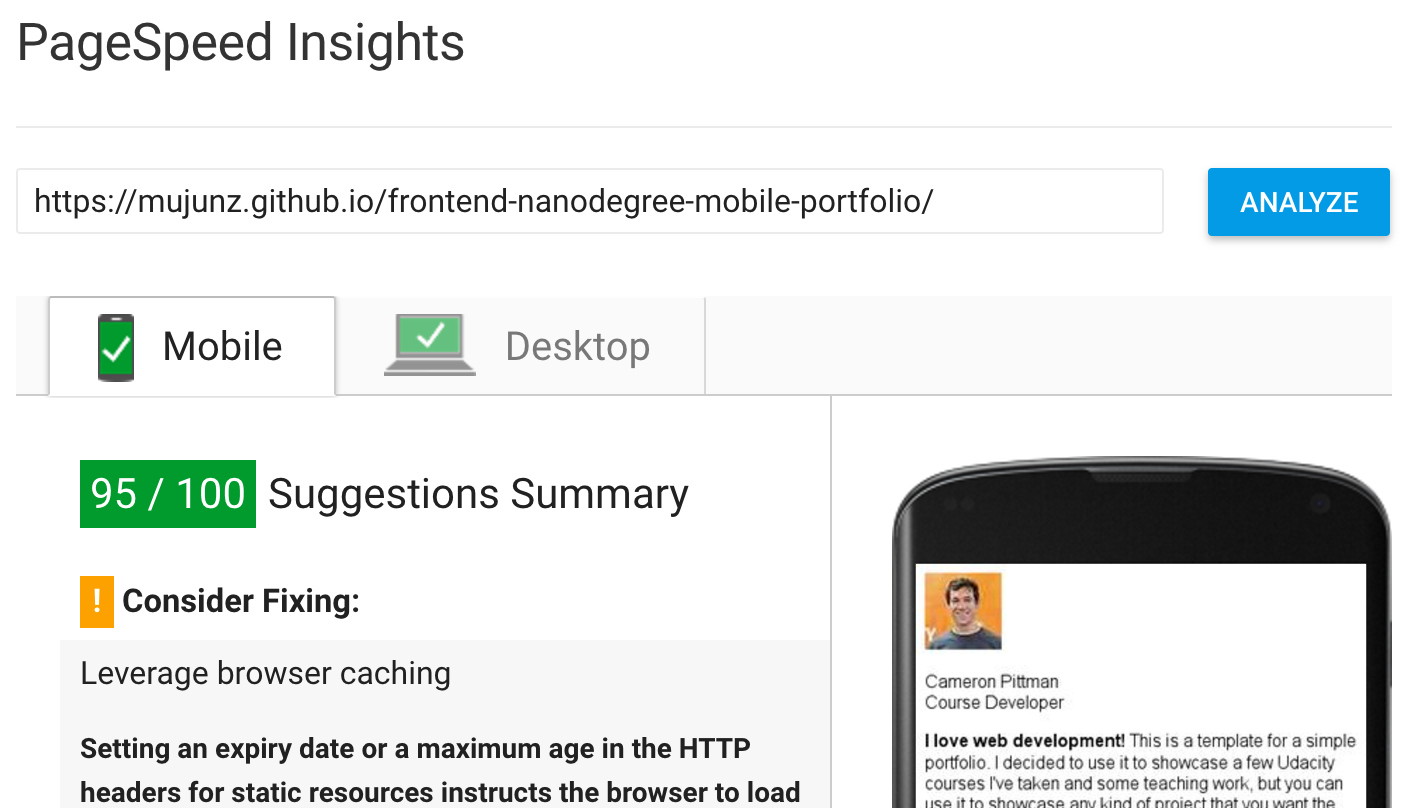 PageSpeed Insights
https://mujunz.github.io/frontend-nanodegree-mobile-portfolio/
ANALYZE
Mobile
Desktop
95 / 100 Suggestions Summary
! Consider Fixing:
Leverage browser caching
Setting an expiry date or a maximum age in the HTTP
headers for static resources instructs the browser to load
Y
Cameron Pittman
Course Developer
I love web development! This is a template for a simple
portfolio. I decided to use it to showcase a few Udacity
courses I've taken and some teaching work, but you can
use it to showcase any kind of project that you want the